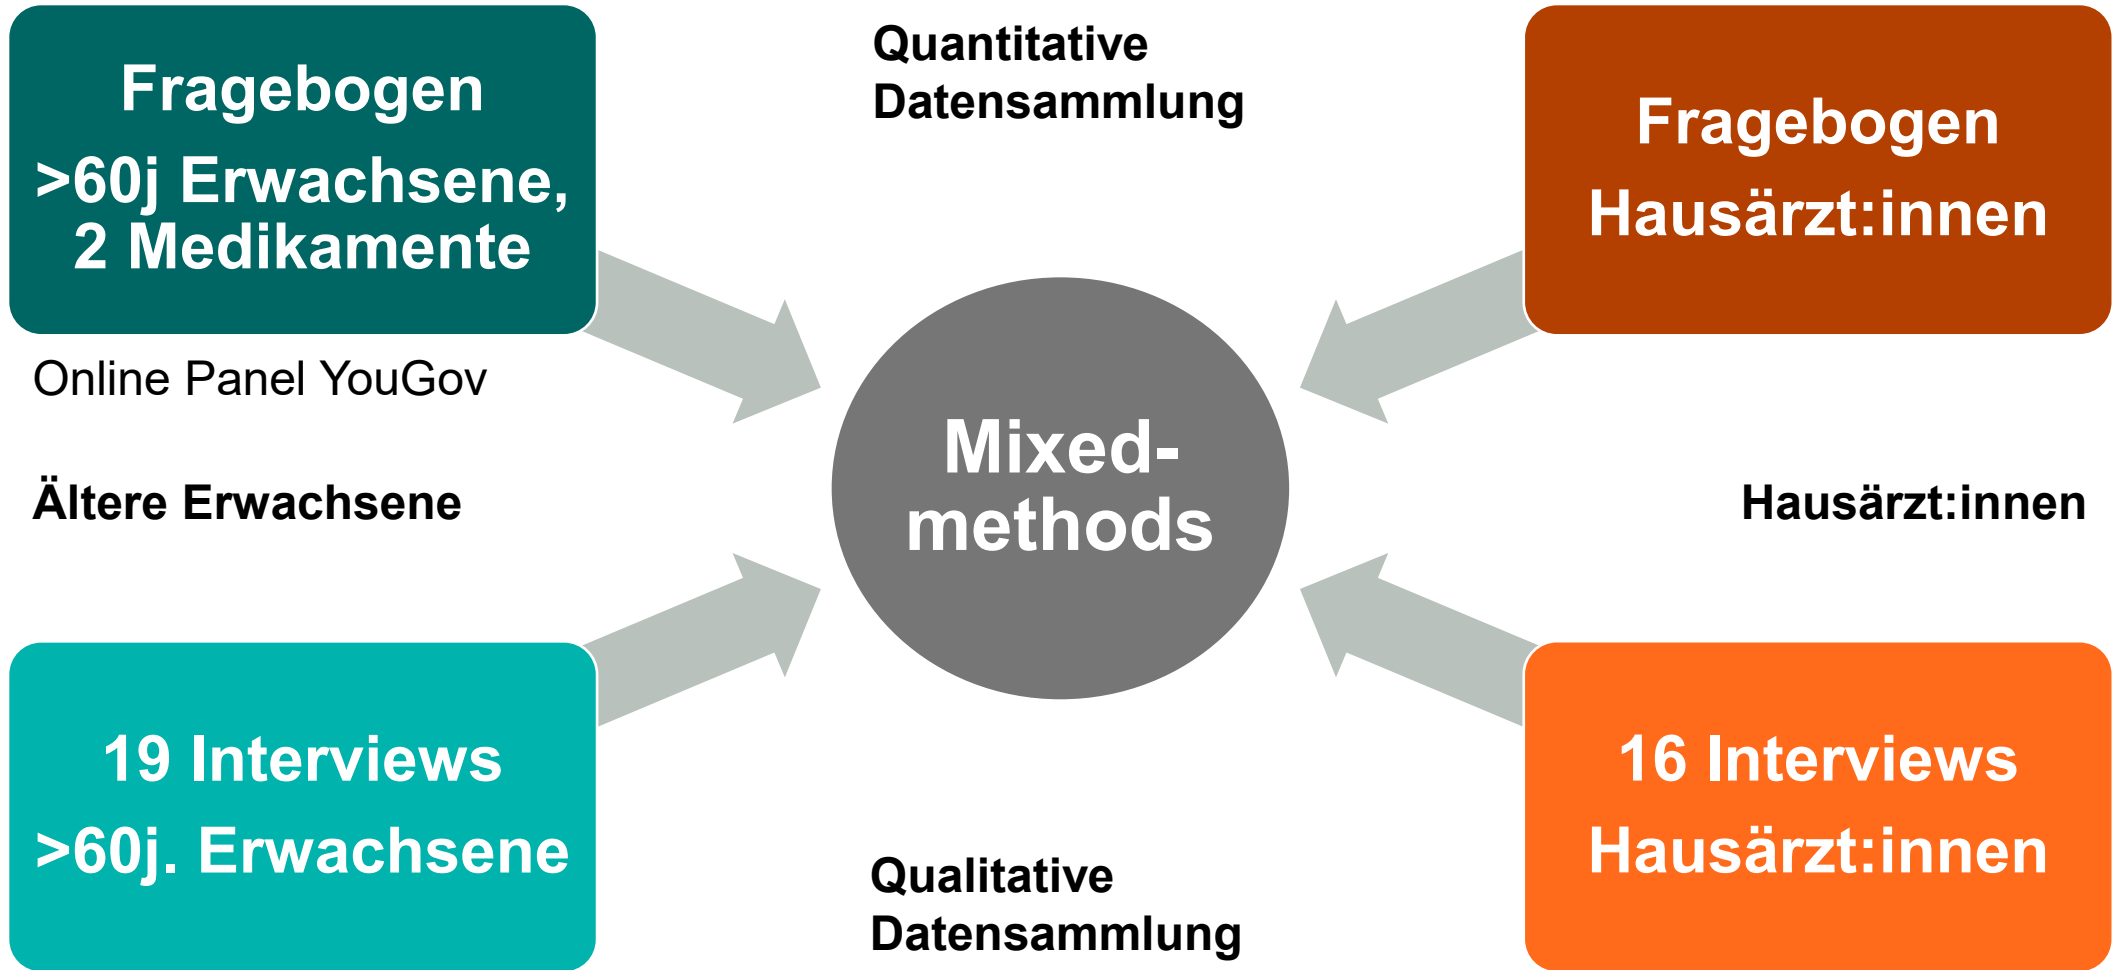 Fragebogen
>60j Erwachsene,
2 Medikamente
Quantitative
Datensammlung
Fragebogen
Hausärzt:innen
Online Panel YouGov
Ältere Erwachsene
Mixed-
methods
Hausärzt:innen
19 Interviews
>60j. Erwachsene
Qualitative
Datensammlung
16 Interviews
Hausärzt:innen